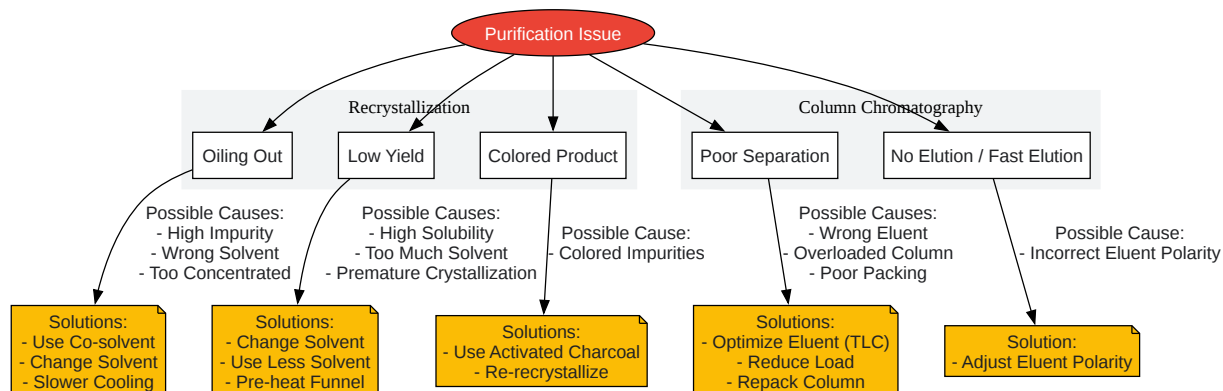 Purification Issue
Recrystallization
Column Chromatography
Oiling Out
Low Yield
Colored Product
Poor Separation
No Elution / Fast Elution
Possible Causes:
- High Impurity
- Wrong Solvent
- Too Concentrated
Possible Causes:
- High Solubility
- Too Much Solvent
- Premature Crystallization
Possible Cause:
- Colored Impurities
Possible Causes:
- Wrong Eluent
- Overloaded Column
- Poor Packing
Possible Cause:
- Incorrect Eluent Polarity
Solutions:
- Use Co-solvent
- Change Solvent
- Slower Cooling
Solutions:
- Change Solvent
- Use Less Solvent
- Pre-heat Funnel
Solutions:
- Use Activated Charcoal
- Re-recrystallize
Solutions:
- Optimize Eluent (TLC)
- Reduce Load
- Repack Column
Solution:
- Adjust Eluent Polarity